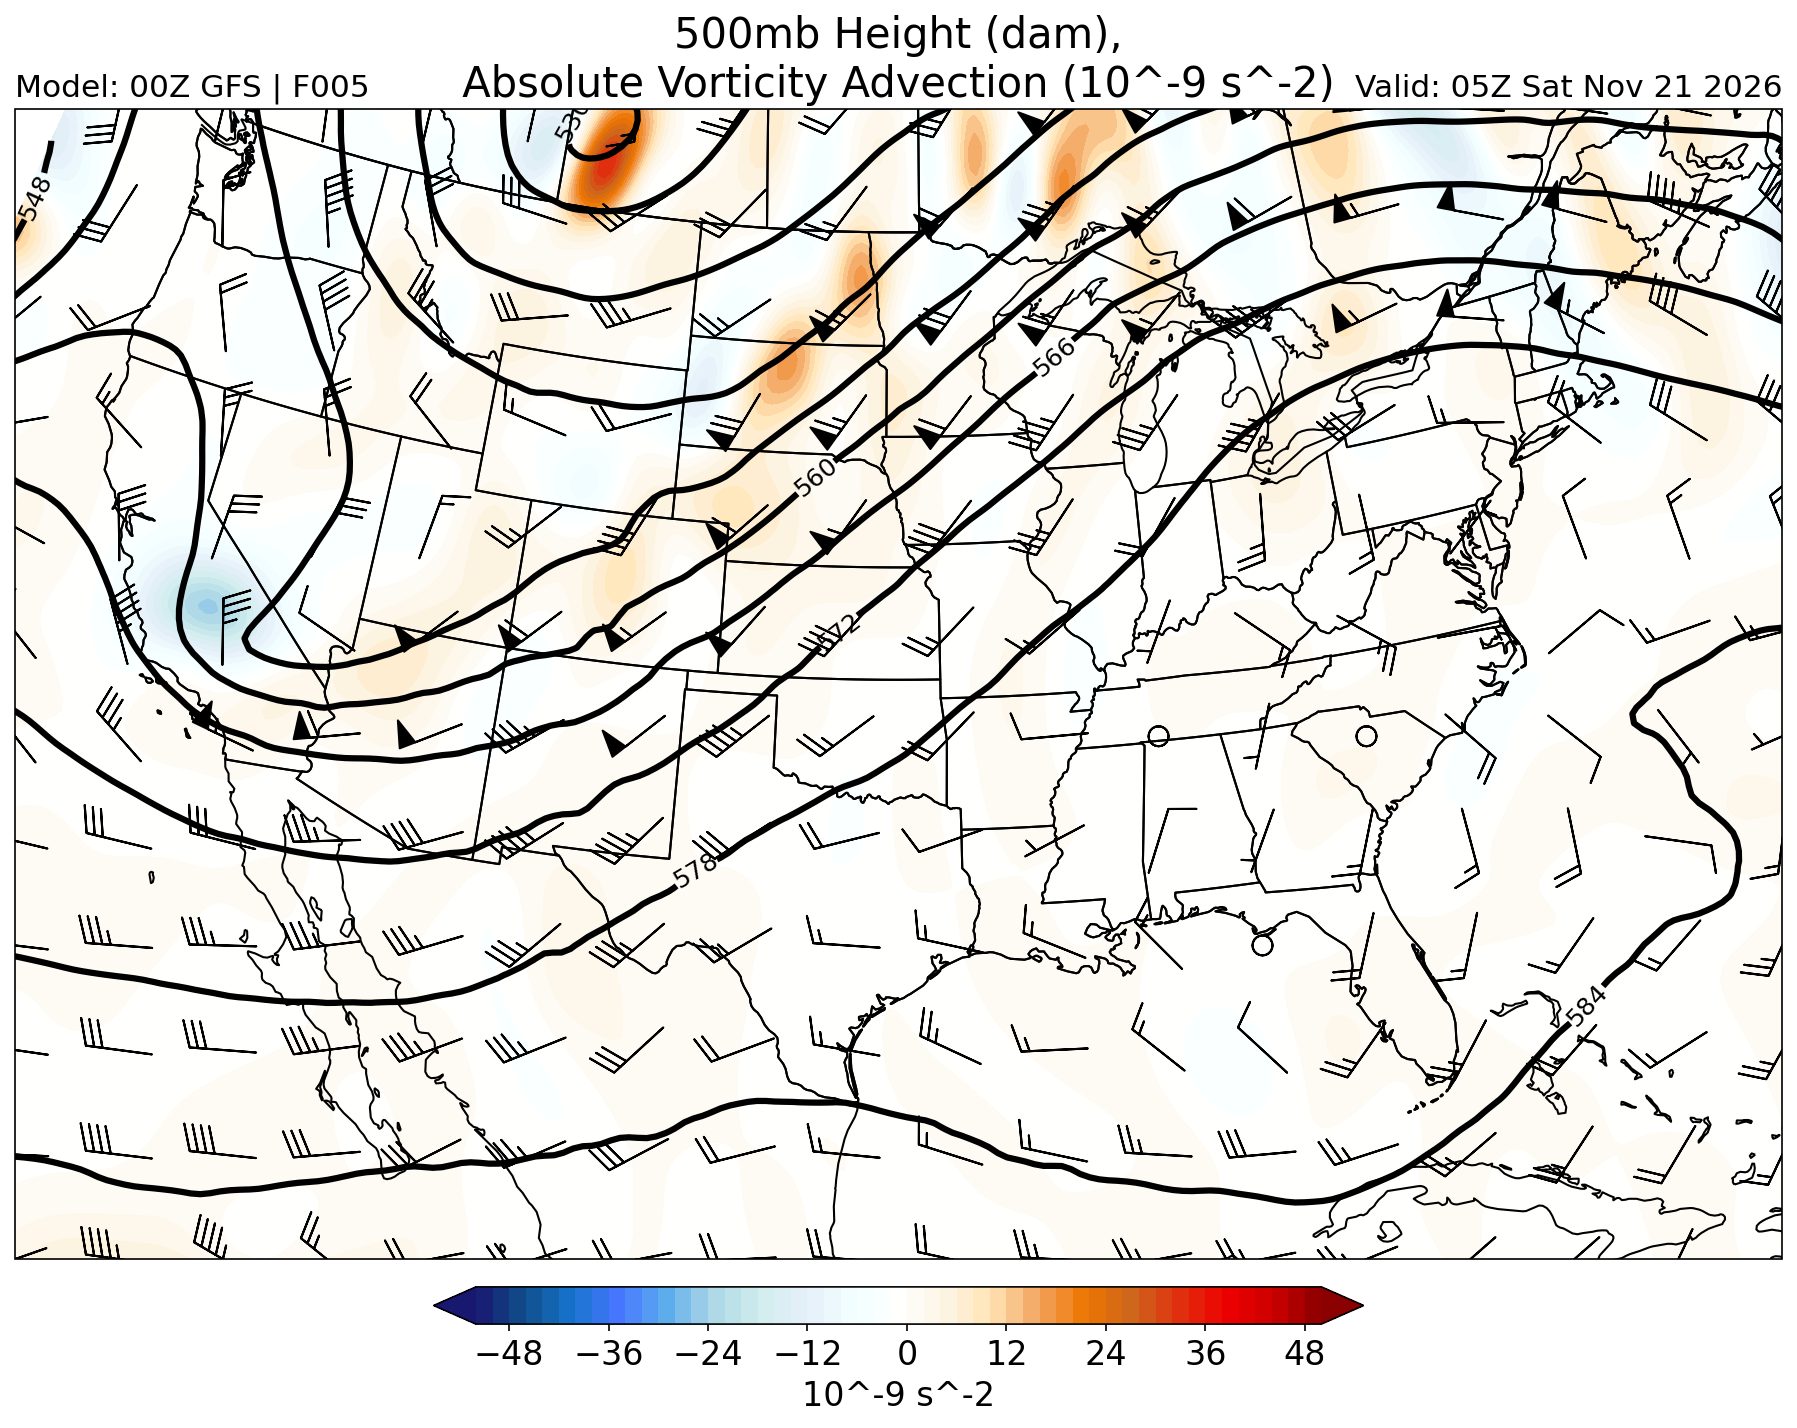 500mb Height (dam),
Model: 00Z GFS | F005
Absolute Vorticity Advection (10^-9 s^-2)
Valid: 05Z Sat Nov 21 2026
548
566
560
572
578
584
−48 −36 −24 −12 0 12 24 36 48
10^-9 s^-2